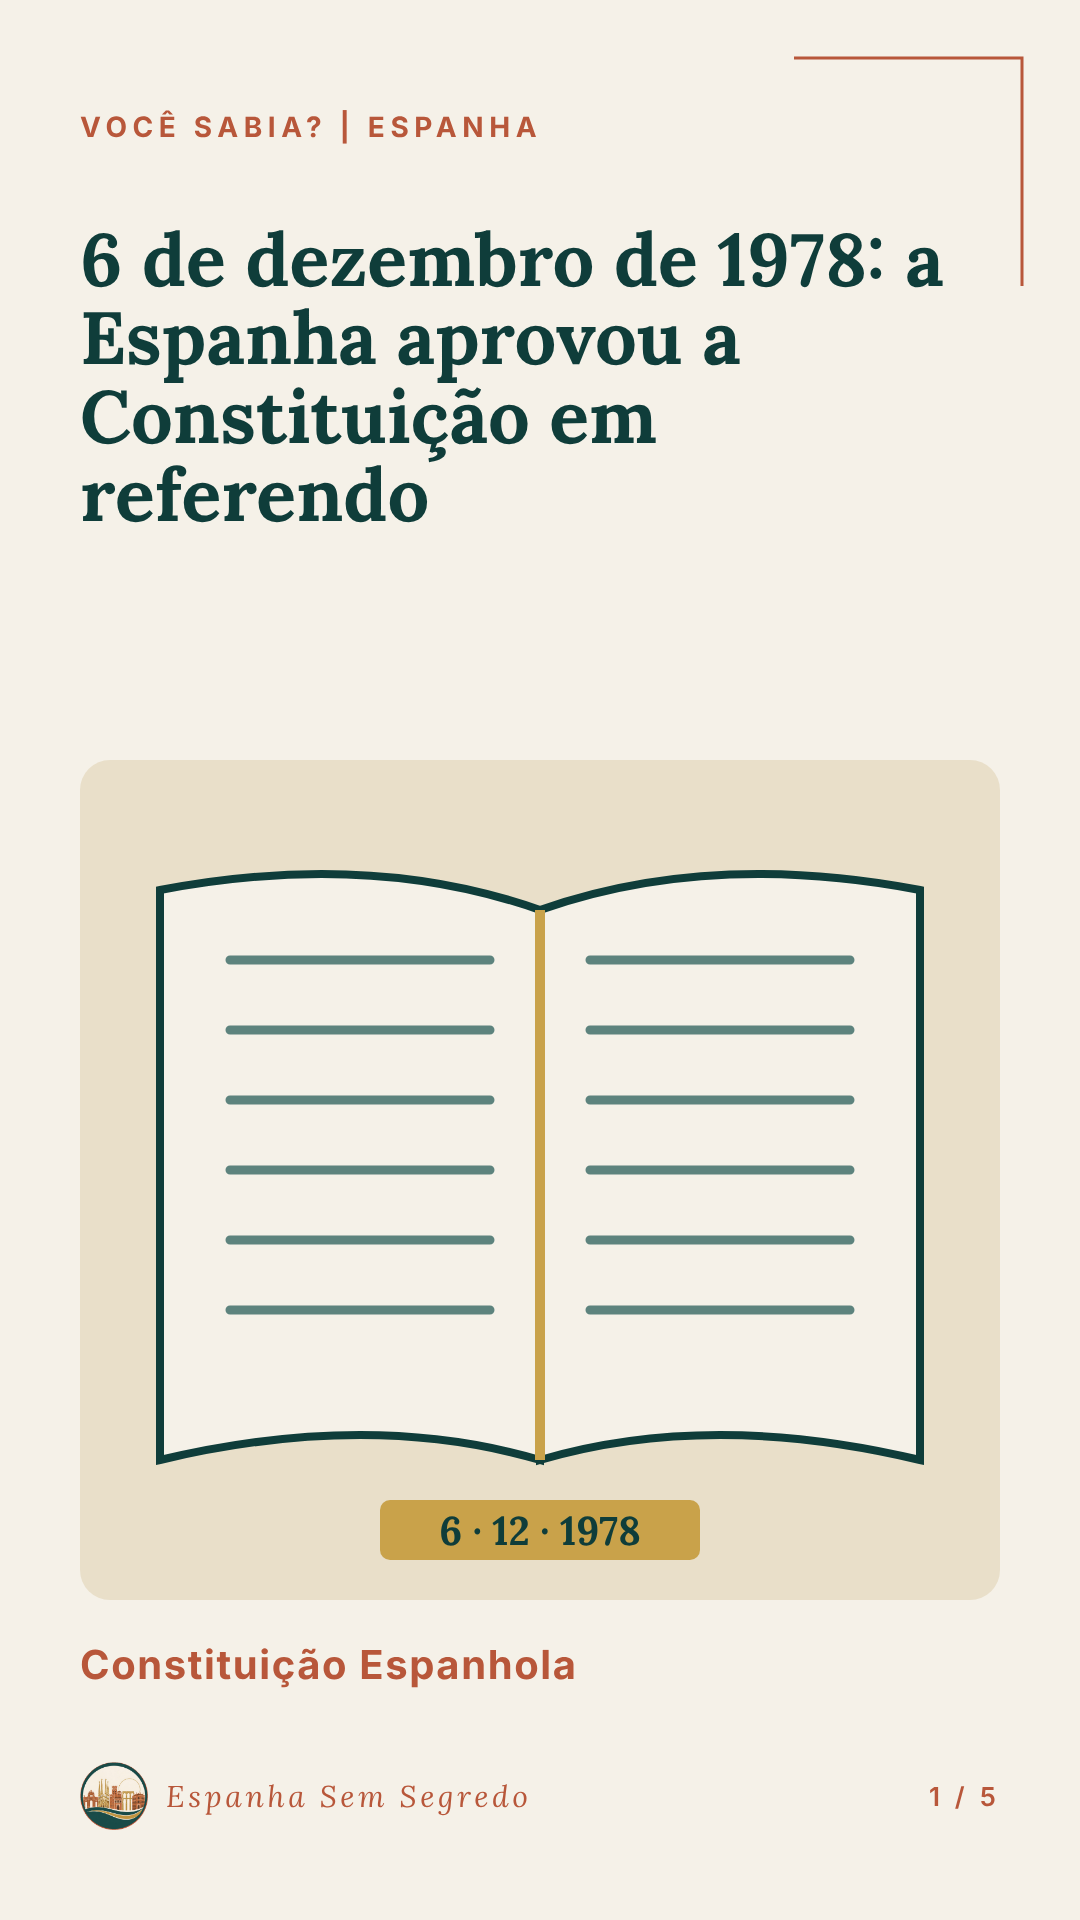 VOCÊ SABIA? | ESPANHA
6 de dezembro de 1978: a
Espanha aprovou a
Constituição em
referendo
6 · 12 · 1978
Constituição Espanhola
Espanha Sem Segredo
1 / 5